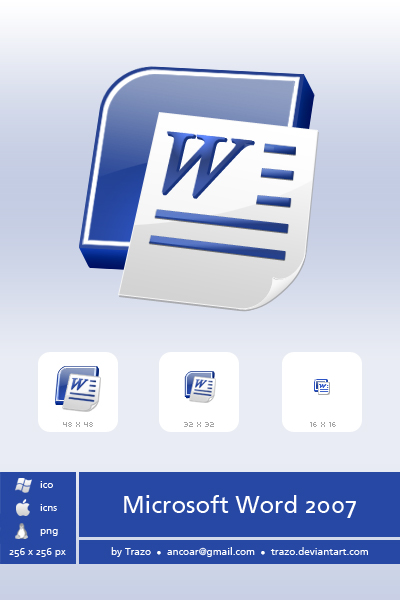 W
48 X 48
32 X 32
16 X 16
ico
icns
png
256 x 256 px
Microsoft Word 2007
by Trazo • ancoar@gmail.com • trazo.deviantart.com